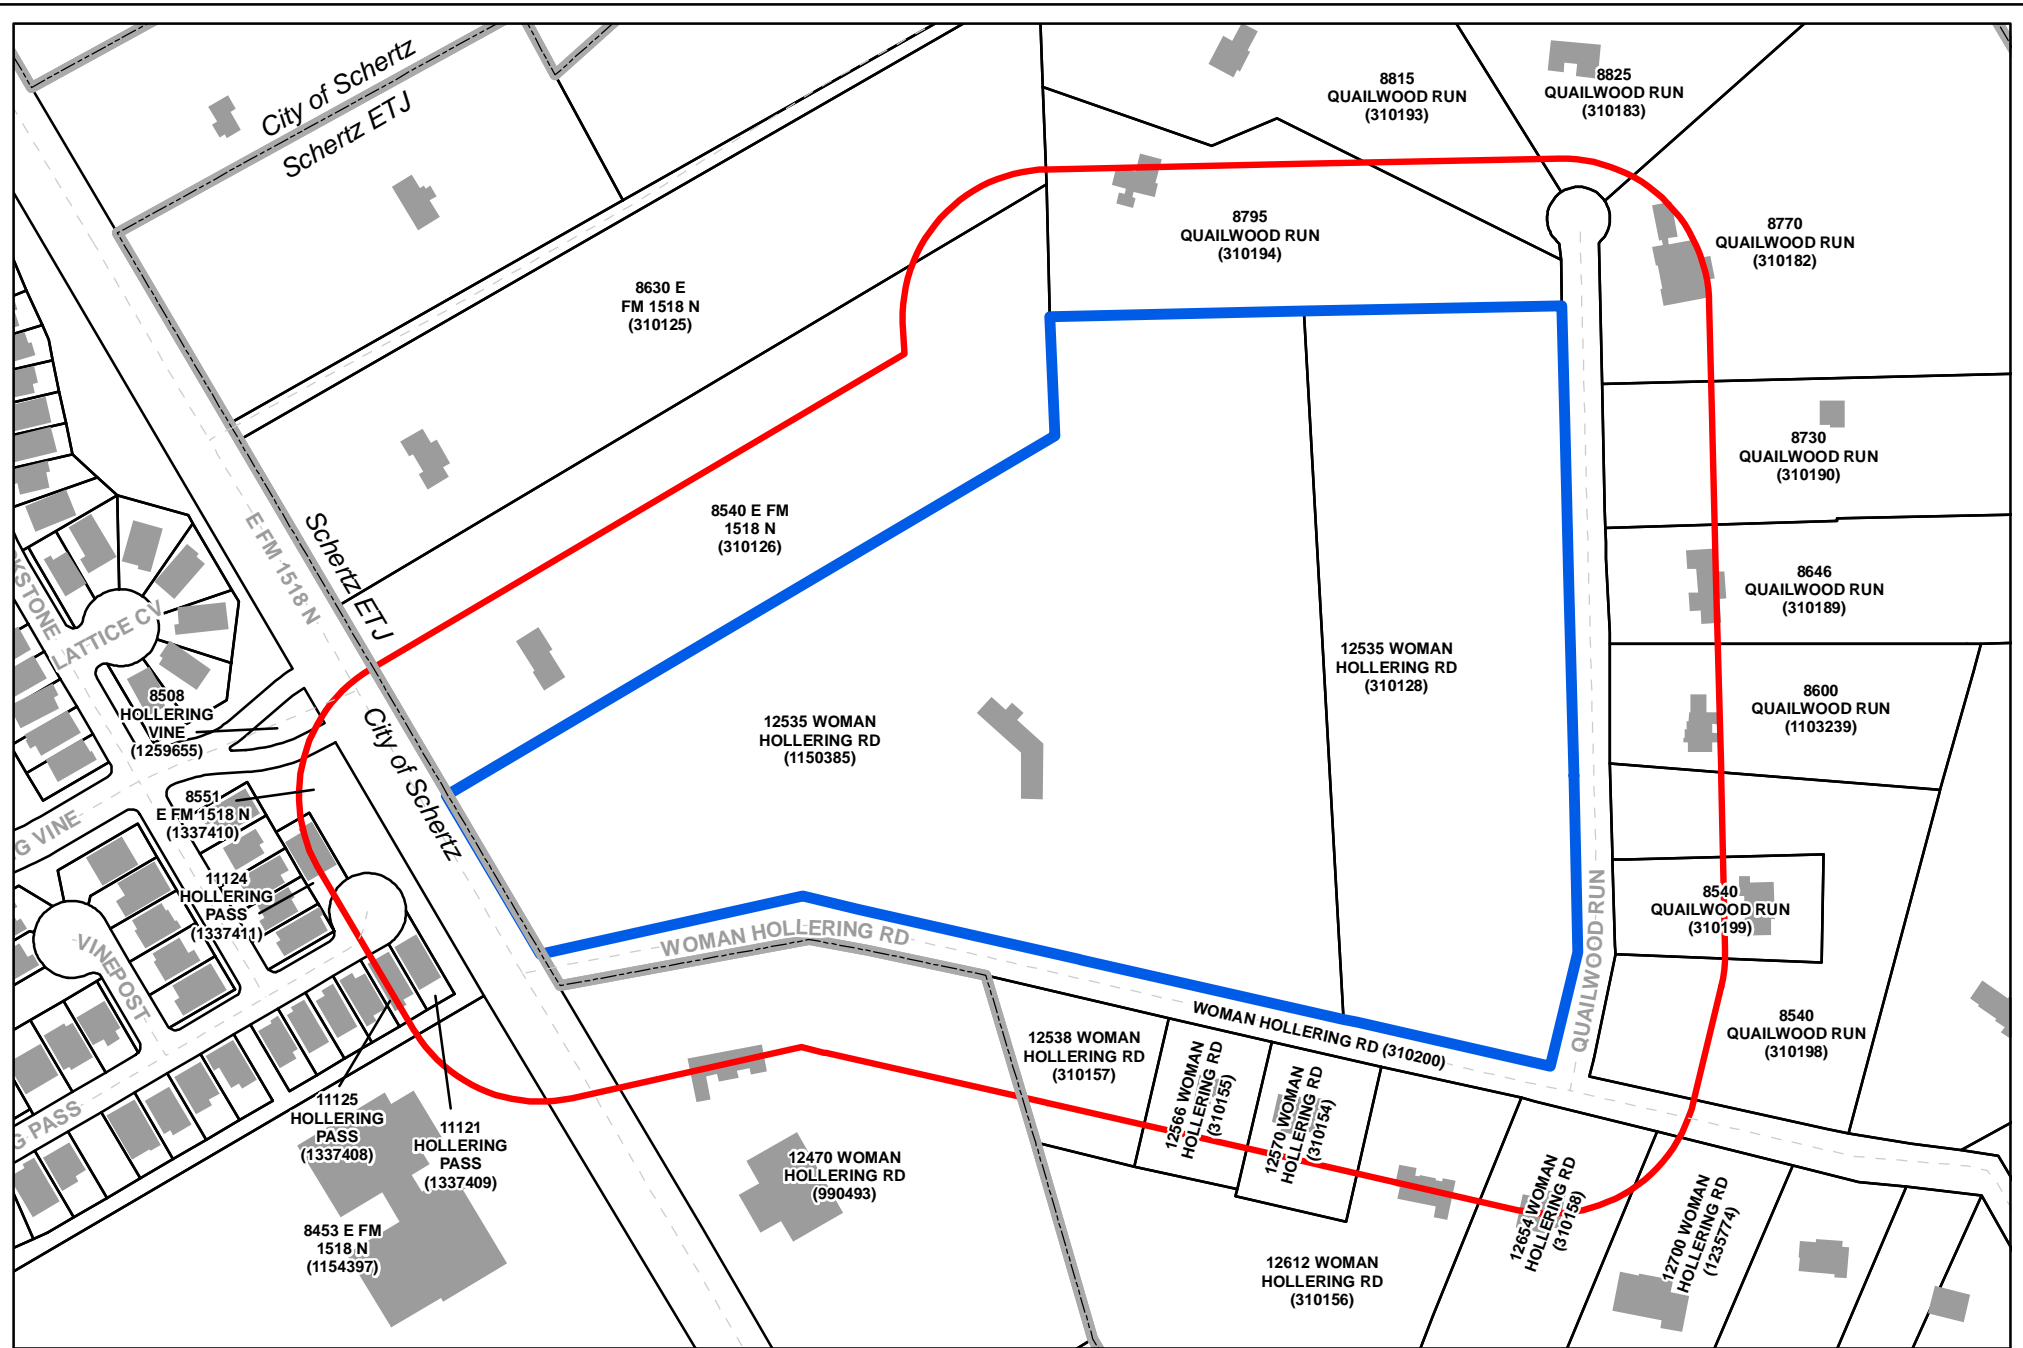 City of Schertz
Schertz ETJ
8815
QUAILWOOD RUN
(310193)
8825
QUAILWOOD RUN
(310183)
8795
QUAILWOOD RUN
(310194)
8770
QUAILWOOD RUN
(310182)
8630 E
FM 1518 N
(310125)
8730
QUAILWOOD RUN
(310190)
8540 E FM
1518 N
(310126)
E FM 1518 N
Schertz ETJ
City of Schertz
8646
QUAILWOOD RUN
(310189)
LATTICE CV
12535 WOMAN
HOLLERING RD
(310128)
8600
QUAILWOOD RUN
(1103239)
8508
HOLLERING
VINE
(1259655)
12535 WOMAN
HOLLERING RD
(1150385)
8551
E FM 1518 N
(1337410)
G VINE
11124
HOLLERING
PASS
(1337411)
VINEPOST
WOMAN HOLLERING RD
QUAILWOOD RUN
8540
QUAILWOOD RUN
(310199)
WOMAN HOLLERING RD (310200)
8540
QUAILWOOD RUN
(310198)
12538 WOMAN
HOLLERING RD
(310157)
12566 WOMAN
HOLLERING RD
(310155)
12570 WOMAN
HOLLERING RD
(310154)
G PASS
11125
HOLLERING
PASS
(1337408)
11121
HOLLERING
PASS
(1337409)
12470 WOMAN
HOLLERING RD
(990493)
8453 E FM
1518 N
(1154397)
12612 WOMAN
HOLLERING RD
(310156)
12654 WOMAN
HOLLERING RD
(310158)
12700 WOMAN
HOLLERING RD
(1235774)